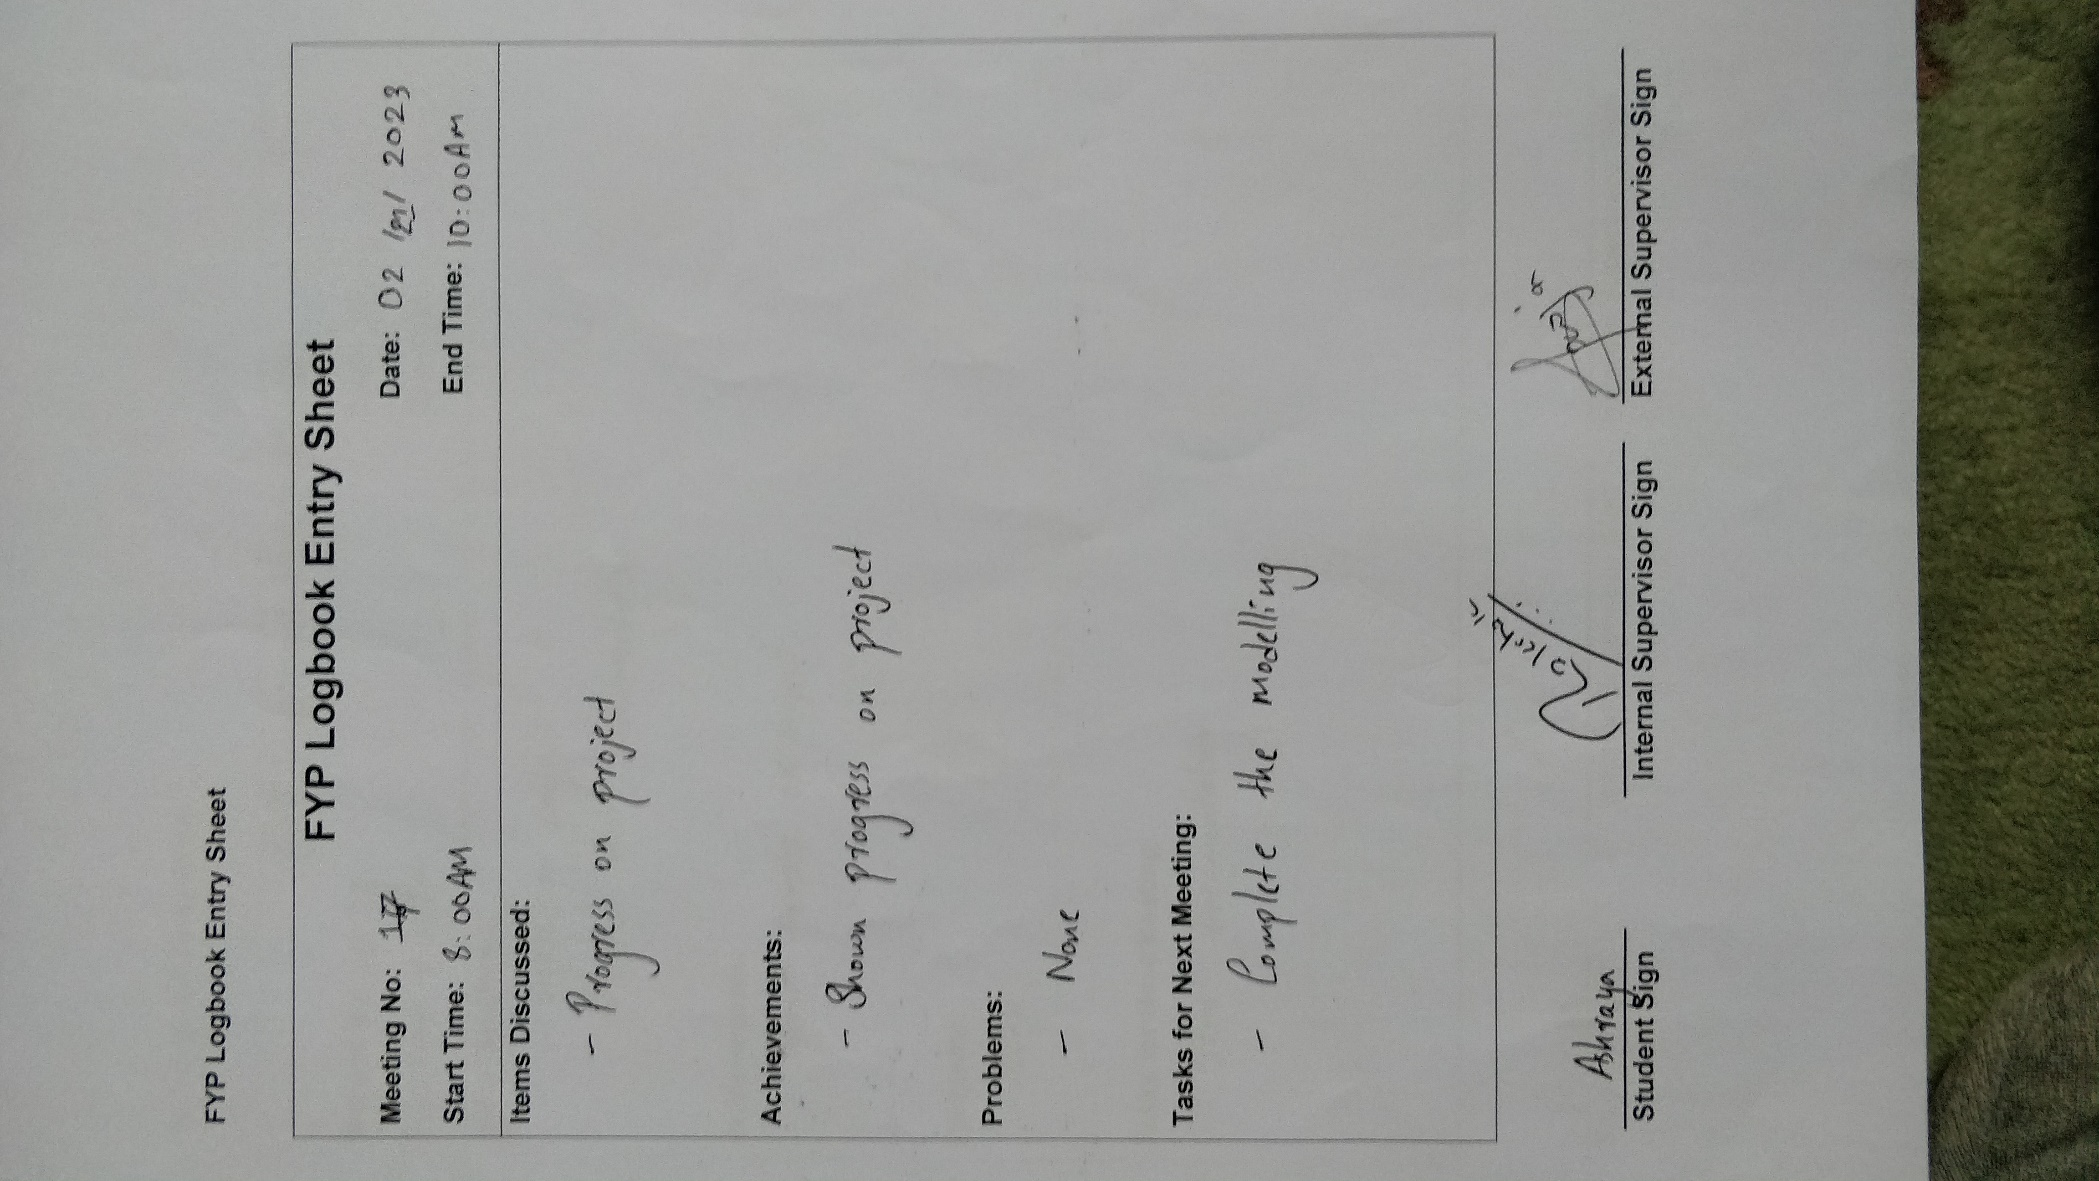 FYP Logbook Entry Sheet
FYP Logbook Entry Sheet
Meeting No: Date: 02 2023
Start Time: 8:00AM End Time: 10:00AM
Items Discussed:
- Progress on project
Achievements:
- Shown progress on project
Problems:
- None
Tasks for Next Meeting:
- Complete the modelling
Ashraya
Student Sign Internal Supervisor Sign External Supervisor Sign